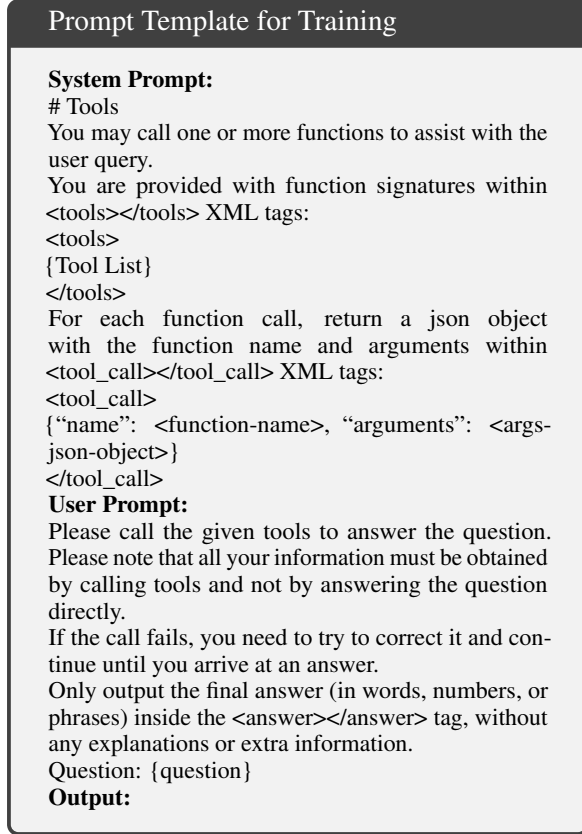 Prompt Template for Training
System Prompt:
# Tools
You may call one or more functions to assist with the
user query.
You are provided with function signatures within
<tools></tools> XML tags:
<tools>
{Tool List}
</tools>
For each function call, return a json object
with the function name and arguments within
<tool_call></tool_call> XML tags:
<tool_call>
{“name”: <function-name>, “arguments”: <args-
json-object>}
</tool_call>
User Prompt:
Please call the given tools to answer the question.
Please note that all your information must be obtained
by calling tools and not by answering the question
directly.
If the call fails, you need to try to correct it and con-
tinue until you arrive at an answer.
Only output the final answer (in words, numbers, or
phrases) inside the <answer></answer> tag, without
any explanations or extra information.
Question: {question}
Output: